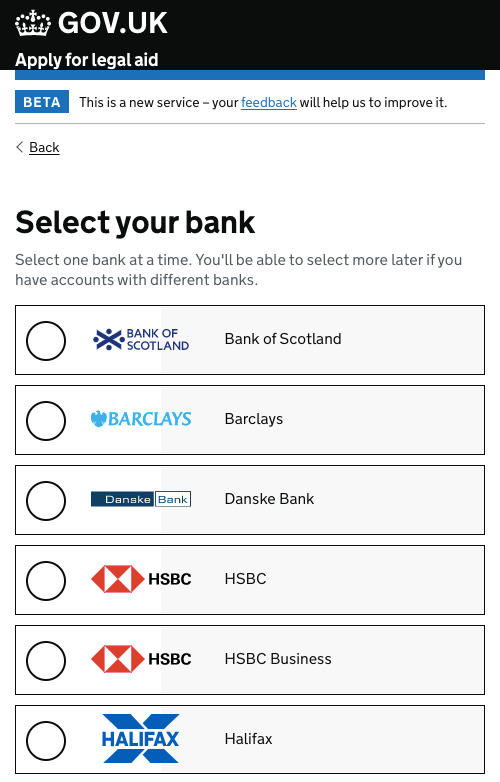 GOV.UK
Apply for legal aid
BETA This is a new service – your feedback will help us to improve it.
Back
Select your bank
Select one bank at a time. You'll be able to select more later if you
have accounts with different banks.
BANK OF
SCOTLAND
Bank of Scotland
BARCLAYS Barclays
Danske Bank Danske Bank
HSBC HSBC
HSBC HSBC Business
HALIFAX Halifax